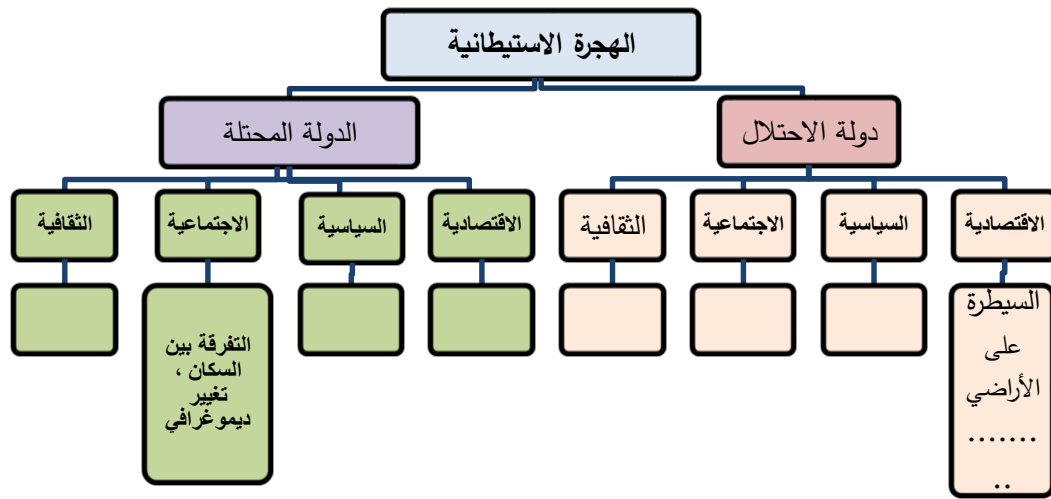 الهجرة الاستيطانية
دولة الاحتلال
الدولة المحتلة
الاقتصادية
السياسية
الاجتماعية
الثقافية
الاقتصادية
السياسية
الاجتماعية
الثقافية
السيطرة
على
الأراضي
.......
..
التفرقة بين
السكان ،
تغيير
ديموغرافي